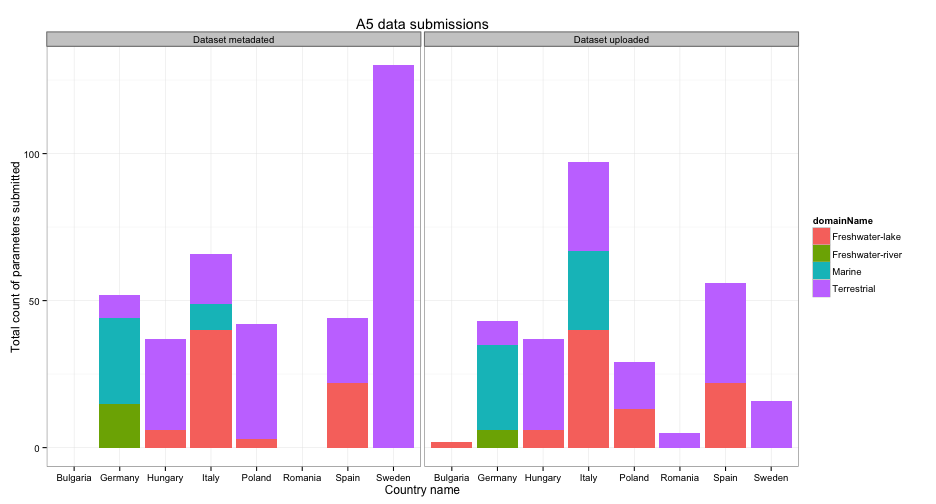 A5 data submissions
Dataset metadated
Dataset uploaded
Total count of parameters submitted
100
50
0
Bulgaria Germany Hungary Italy Poland Romania Spain Sweden
Bulgaria Germany Hungary Italy Poland Romania Spain Sweden
Country name
domainName
Freshwater-lake
Freshwater-river
Marine
Terrestrial